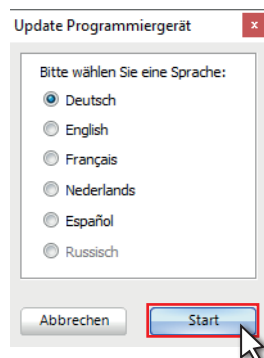 Update Programmiergerät
x
Bitte wählen Sie eine Sprache:
Deutsch
English
Français
Nederlands
Español
Russisch
Abbrechen Start